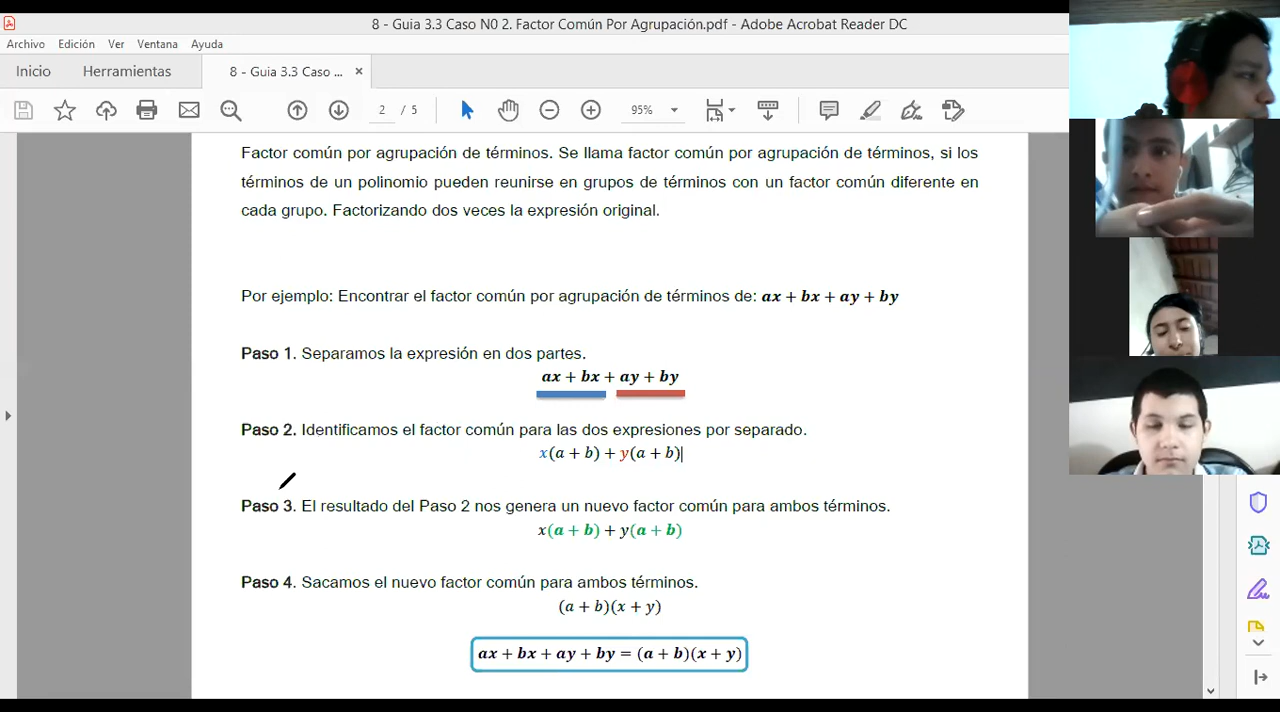 8 - Guia 3.3 Caso N0 2. Factor Común Por Agrupación.pdf - Adobe Acrobat Reader DC
Archivo Edición Ver Ventana Ayuda
Inicio Herramientas 8 - Guia 3.3 Caso ... ×
2 / 5 95%
Factor común por agrupación de términos. Se llama factor común por agrupación de términos, si los
términos de un polinomio pueden reunirse en grupos de términos con un factor común diferente en
cada grupo. Factorizando dos veces la expresión original.
Por ejemplo: Encontrar el factor común por agrupación de términos de: ax + bx + ay + by
Paso 1. Separamos la expresión en dos partes.
ax + bx + ay + by
Paso 2. Identificamos el factor común para las dos expresiones por separado.
x(a + b) + y(a + b)|
Paso 3. El resultado del Paso 2 nos genera un nuevo factor común para ambos términos.
x(a + b) + y(a + b)
Paso 4. Sacamos el nuevo factor común para ambos términos.
(a + b)(x + y)
ax + bx + ay + by = (a + b)(x + y)